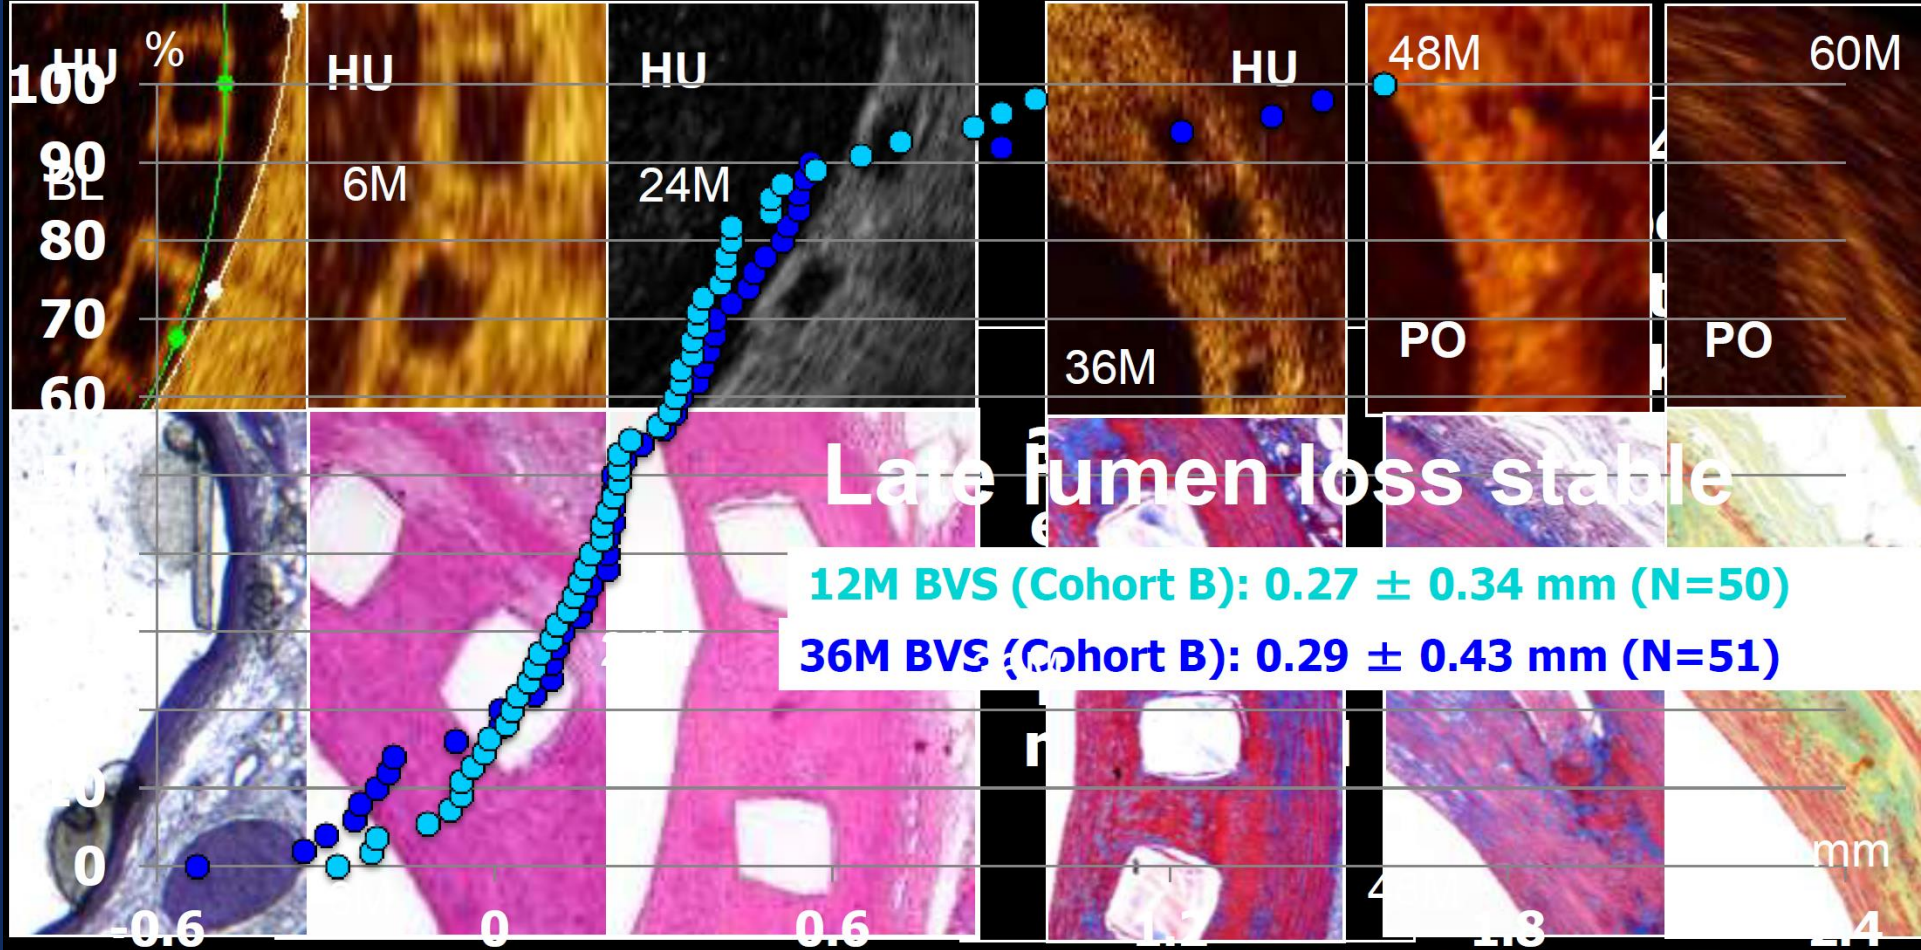 HU
%
HU
HU
HU
48M
60M
100
90
BL
6M
24M
80
70
PO
PO
36M
60
Late lumen loss stable
12M BVS (Cohort B): 0.27 ± 0.34 mm (N=50)
36M BVS (Cohort B): 0.29 ± 0.43 mm (N=51)
0
mm
-0.6
0
0.6
1.2
1.8
2.4